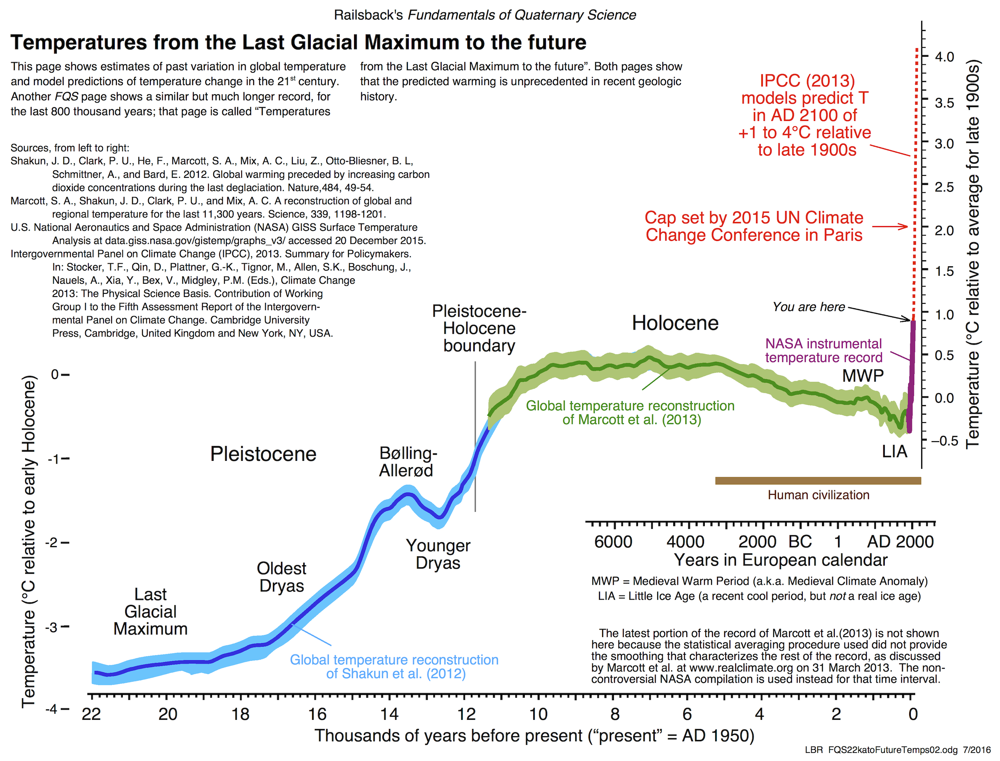 Railsback's Fundamentals of Quaternary Science
Temperatures from the Last Glacial Maximum to the future
This page shows estimates of past variation in global temperature
and model predictions of temperature change in the 21st century.
Another FQS page shows a similar but much longer record, for
the last 800 thousand years; that page is called “Temperatures
from the Last Glacial Maximum to the future”. Both pages show
that the predicted warming is unprecedented in recent geologic
history.
Sources, from left to right:
Shakun, J. D., Clark, P. U., He, F., Marcott, S. A., Mix, A. C., Liu, Z., Otto-Bliesner, B. L,
Schmittner, A., and Bard, E. 2012. Global warming preceded by increasing carbon
dioxide concentrations during the last deglaciation. Nature,484, 49-54.
Marcott, S. A., Shakun, J. D., Clark, P. U., and Mix, A. C. A reconstruction of global and
regional temperature for the last 11,300 years. Science, 339, 1198-1201.
U.S. National Aeronautics and Space Administration (NASA) GISS Surface Temperature
Analysis at data.giss.nasa.gov/gistemp/graphs_v3/ accessed 20 December 2015.
Intergovernmental Panel on Climate Change (IPCC), 2013. Summary for Policymakers.
In: Stocker, T.F., Qin, D., Plattner, G.-K., Tignor, M., Allen, S.K., Boschung, J.,
Nauels, A., Xia, Y., Bex, V., Midgley, P.M. (Eds.), Climate Change
2013: The Physical Science Basis. Contribution of Working
Group I to the Fifth Assessment Report of the Intergovern-
mental Panel on Climate Change. Cambridge University
Press, Cambridge, United Kingdom and New York, NY, USA.
IPCC (2013)
models predict T
in AD 2100 of
+1 to 4°C relative
to late 1900s
Cap set by 2015 UN Climate
Change Conference in Paris
You are here
NASA instrumental
temperature record
MWP
LIA
4.0
3.5
3.0
2.5
2.0
1.5
1.0
0.5
0.0
−0.5
Temperature (°C relative to average for late 1900s)
Pleistocene-
Holocene
boundary
Holocene
Global temperature reconstruction
of Marcott et al. (2013)
Pleistocene
Bølling-
Allerød
Younger
Dryas
Oldest
Dryas
Last
Glacial
Maximum
Global temperature reconstruction
of Shakun et al. (2012)
0
-1
-2
-3
-4
Temperature (°C relative to early Holocene)
Human civilization
6000 4000 2000 BC 1 AD 2000
Years in European calendar
MWP = Medieval Warm Period (a.k.a. Medieval Climate Anomaly)
LIA = Little Ice Age (a recent cool period, but not a real ice age)
The latest portion of the record of Marcott et al.(2013) is not shown
here because the statistical averaging procedure used did not provide
the smoothing that characterizes the rest of the record, as discussed
by Marcott et al. at www.realclimate.org on 31 March 2013. The non-
controversial NASA compilation is used instead for that time interval.
22 20 18 16 14 12 10 8 6 4 2 0
Thousands of years before present (“present” = AD 1950)
LBR FQS22katoFutureTemps02.odg 7/2016